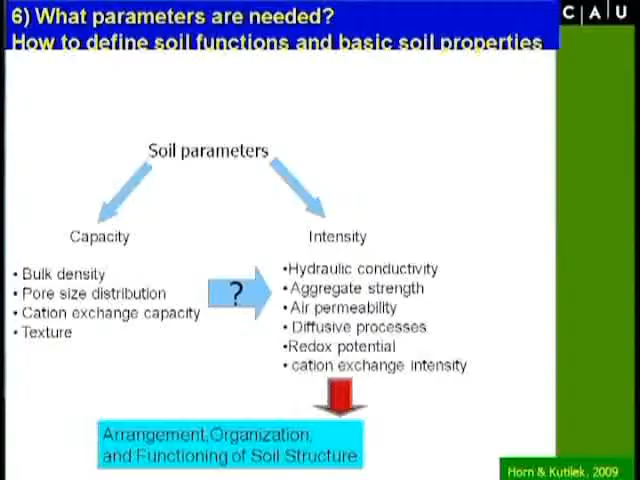 6) What parameters are needed?
How to define soil functions and basic soil properties
C | A | U
Soil parameters
Capacity
Intensity
• Bulk density
• Pore size distribution
• Cation exchange capacity
• Texture
?
•Hydraulic conductivity
•Aggregate strength
•Air permeability
• Diffusive processes
•Redox potential
• cation exchange intensity
Arrangement,Organization,
and Functioning of Soil Structure
Horn & Kutilek, 2009